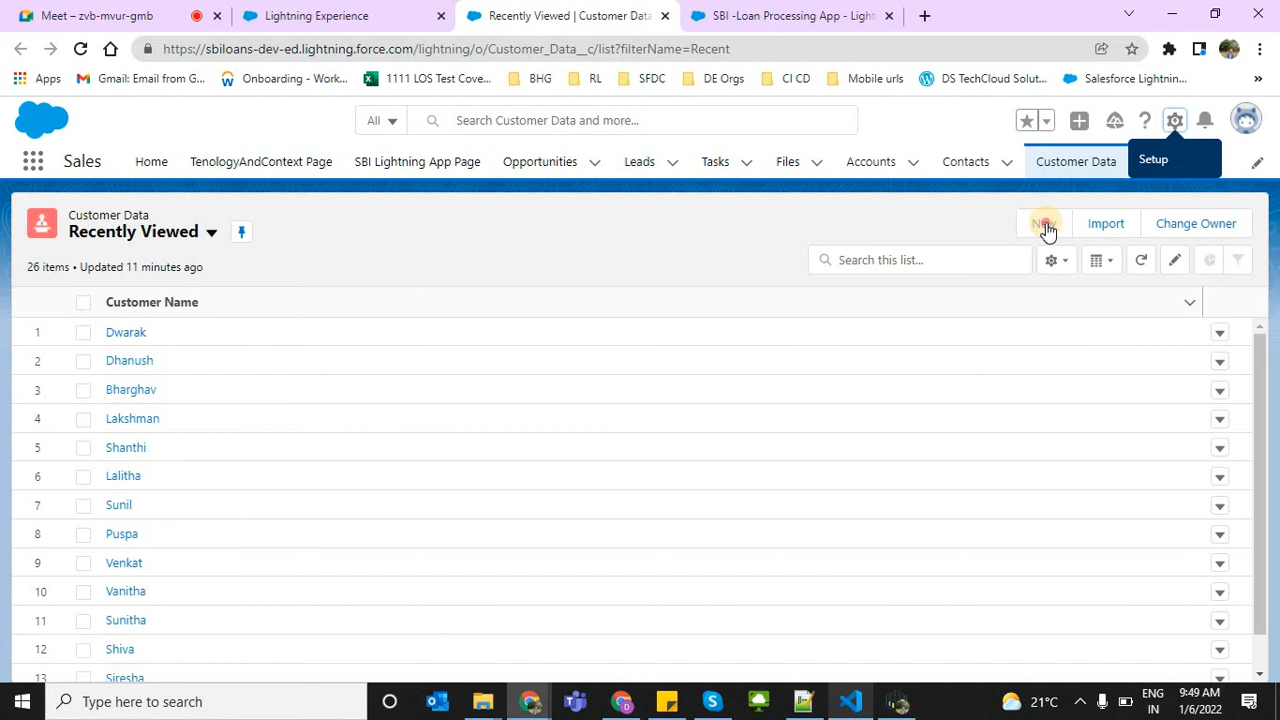 Meet – zvb-mvur-gmb
Lightning Experience
Recently Viewed | Customer Data
SBI -Loan Processing App - Light
https://sbiloans-dev-ed.lightning.force.com/lightning/o/Customer_Data__c/list?filterName=Recent
Apps
Gmail: Email from G...
Onboarding - Work...
1111 LOS Test Cove...
BHG
RL
SFDC
DE Orgs
CI CD
Mobile urls
DS TechCloud Solut...
Salesforce Lightnin...
»
All
Search Customer Data and more...
Sales
Home
TenologyAndContext Page
SBI Lightning App Page
Opportunities
Leads
Tasks
Files
Accounts
Contacts
Customer Data
Setup
Customer Data
Recently Viewed
New
Import
Change Owner
26 items • Updated 11 minutes ago
Search this list...
Customer Name
1 Dwarak
2 Dhanush
3 Bharghav
4 Lakshman
5 Shanthi
6 Lalitha
7 Sunil
8 Puspa
9 Venkat
10 Vanitha
11 Sunitha
12 Shiva
13 Siresha
Type here to search
21°C
ENG
IN
9:49 AM
1/6/2022